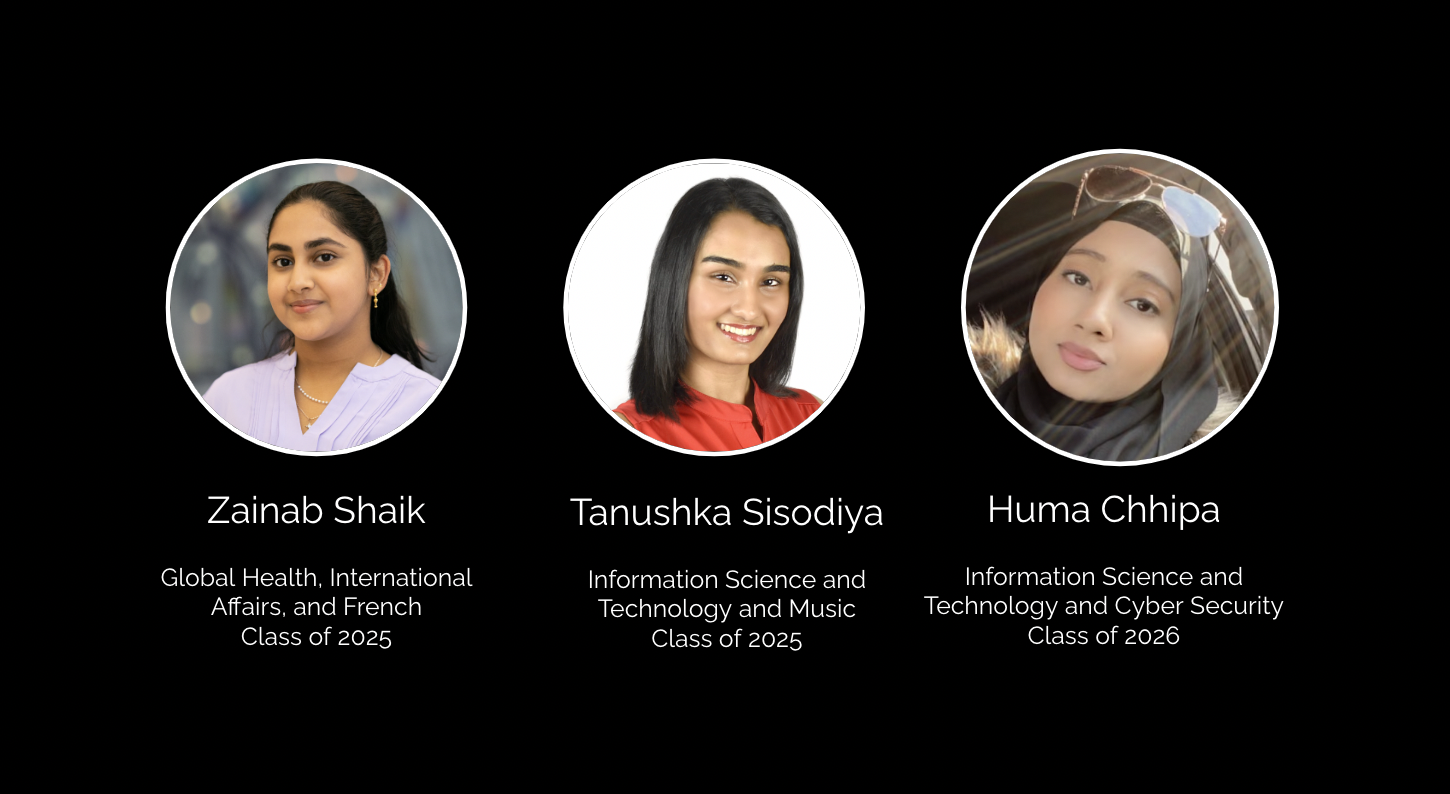 Zainab Shaik
Global Health, International
Affairs, and French
Class of 2025
Tanushka Sisodiya
Information Science and
Technology and Music
Class of 2025
Huma Chhipa
Information Science and
Technology and Cyber Security
Class of 2026